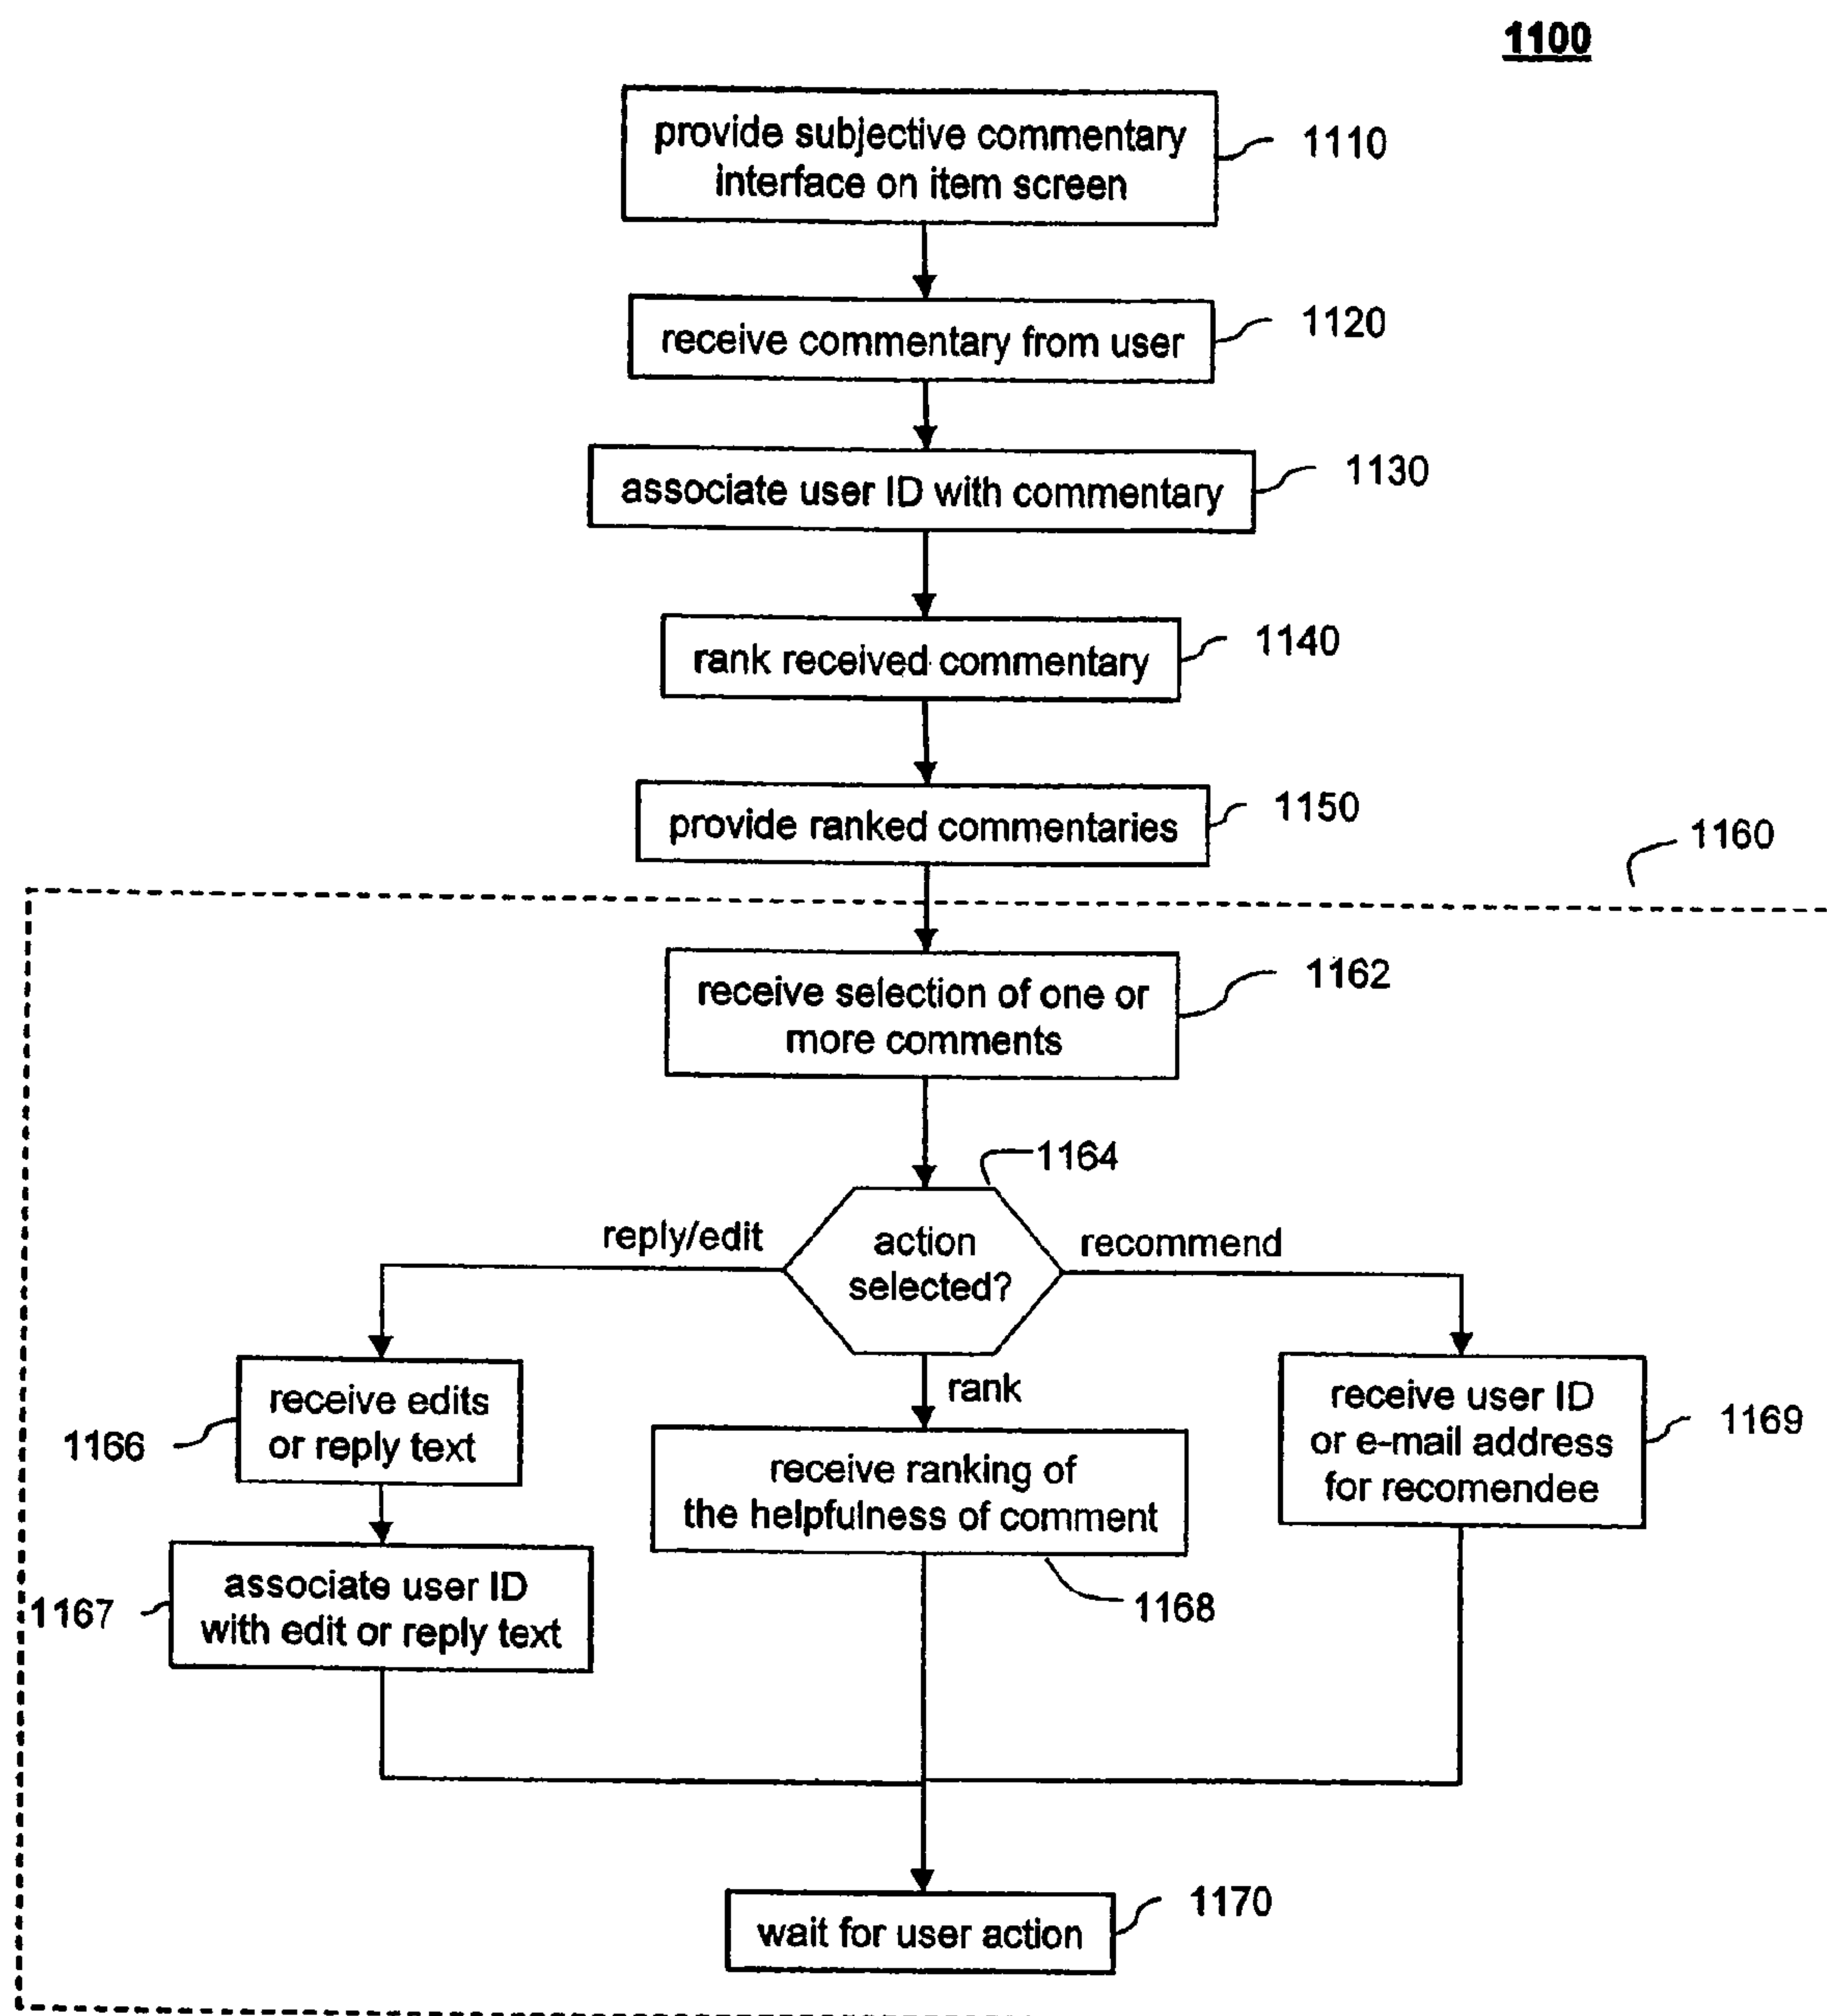 1100
provide subjective commentary
interface on item screen
1110
receive commentary from user
1120
associate user ID with commentary
1130
rank received commentary
1140
provide ranked commentaries
1150
1160
receive selection of one or
more comments
1162
1164
action
selected?
reply/edit
recommend
rank
receive edits
or reply text
1166
associate user ID
with edit or reply text
1167
receive ranking of
the helpfulness of comment
1168
receive user ID
or e-mail address
for recomendee
1169
wait for user action
1170